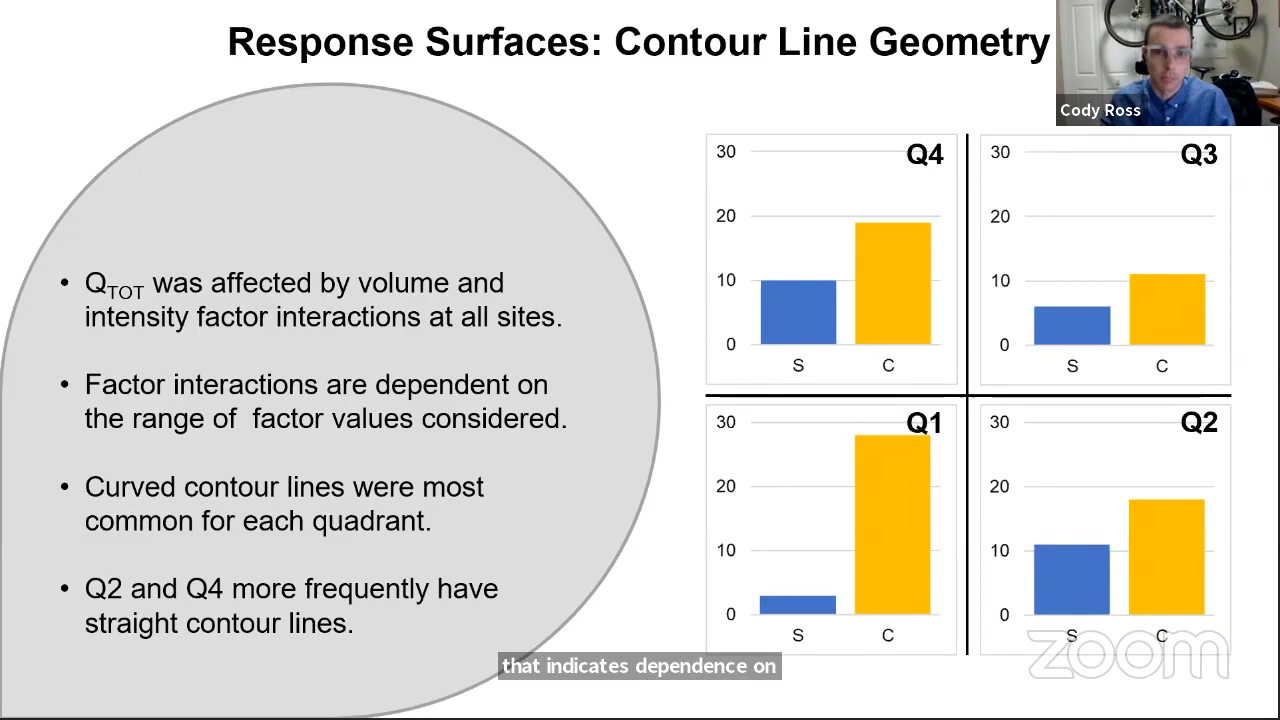 Response Surfaces: Contour Line Geometry
Cody Ross
• Q_TOT was affected by volume and
intensity factor interactions at all sites.
• Factor interactions are dependent on
the range of factor values considered.
• Curved contour lines were most
common for each quadrant.
• Q2 and Q4 more frequently have
straight contour lines.
Q4
30
20
10
0
S C
Q3
30
20
10
0
S C
Q1
30
20
10
0
S C
Q2
30
20
10
0
S C
that indicates dependence on
zoom